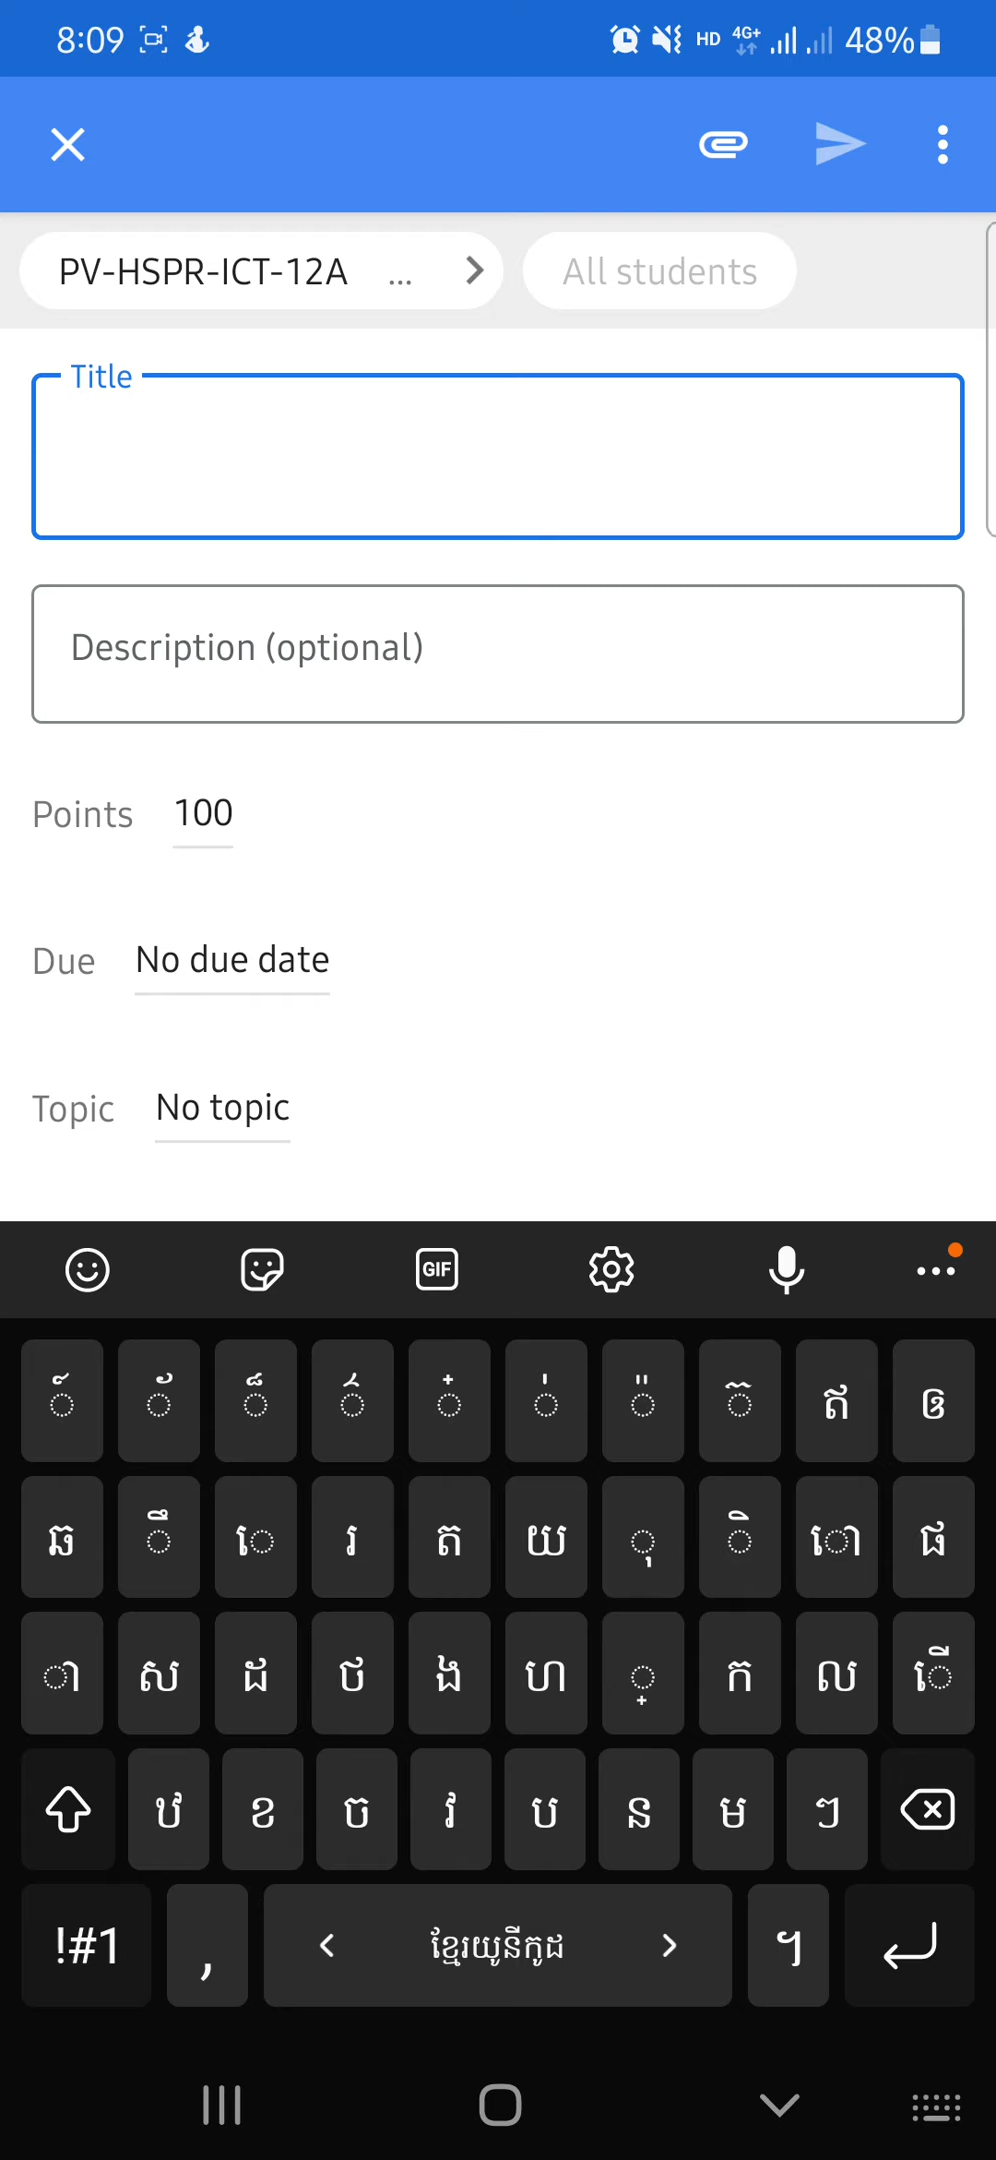 8:09 HD 4G+ 48%
PV-HSPR-ICT-12A ... All students
Title
Description (optional)
Points 100
Due No due date
Topic No topic
GIF
៍ ័ ៏ ៌ ៎ ់ ៉ ៊ ឥ ឲ
ឆ ឹ េ រ ត យ ុ ិ ោ ផ
ា ស ដ ថ ង ហ ្ ក ល ើ
ឋ ខ ច វ ប ន ម ៗ
!#1 , < ខ្មែរយូនីកូដ > ។